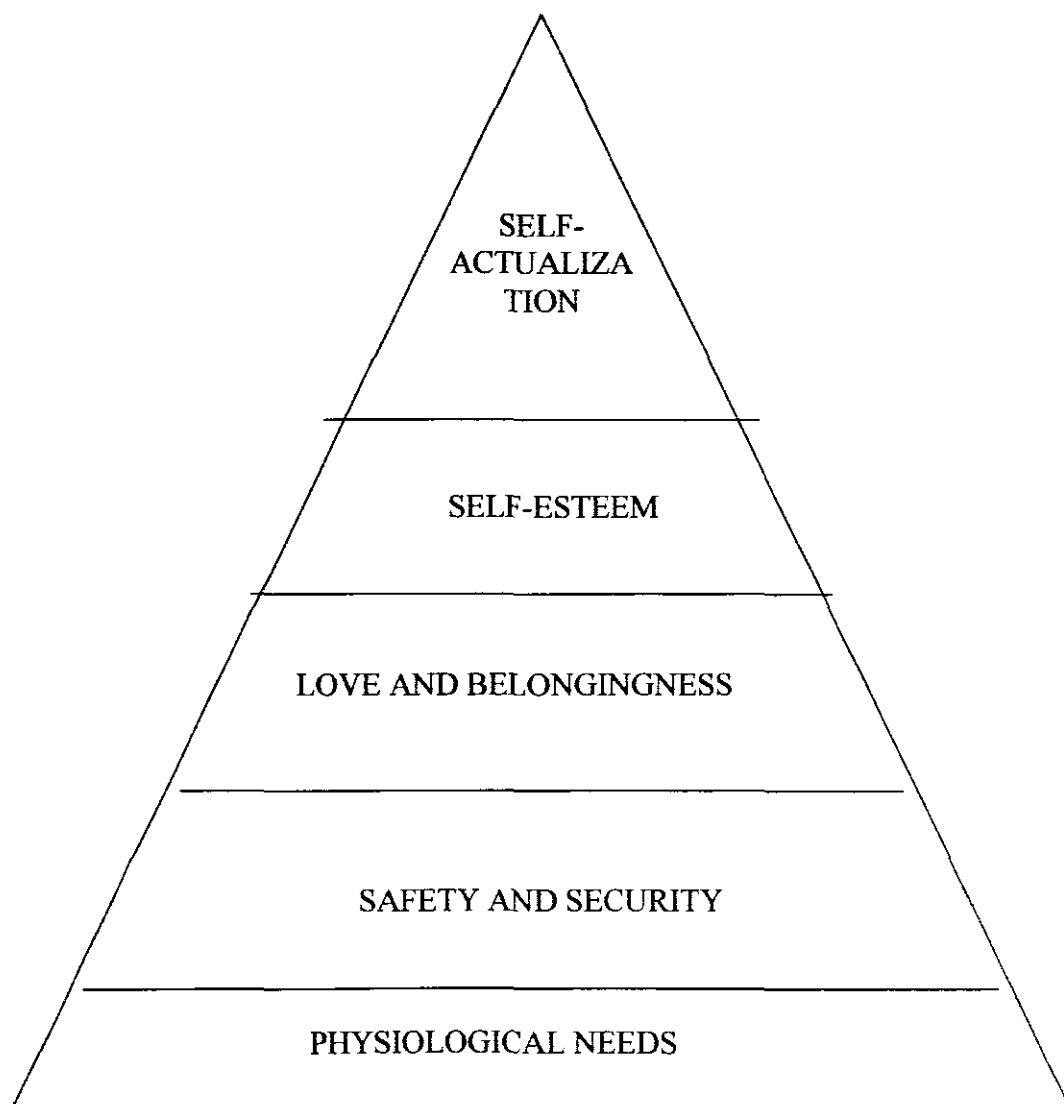 SELF-
ACTUALIZA
TION
SELF-ESTEEM
LOVE AND BELONGINGNESS
SAFETY AND SECURITY
PHYSIOLOGICAL NEEDS